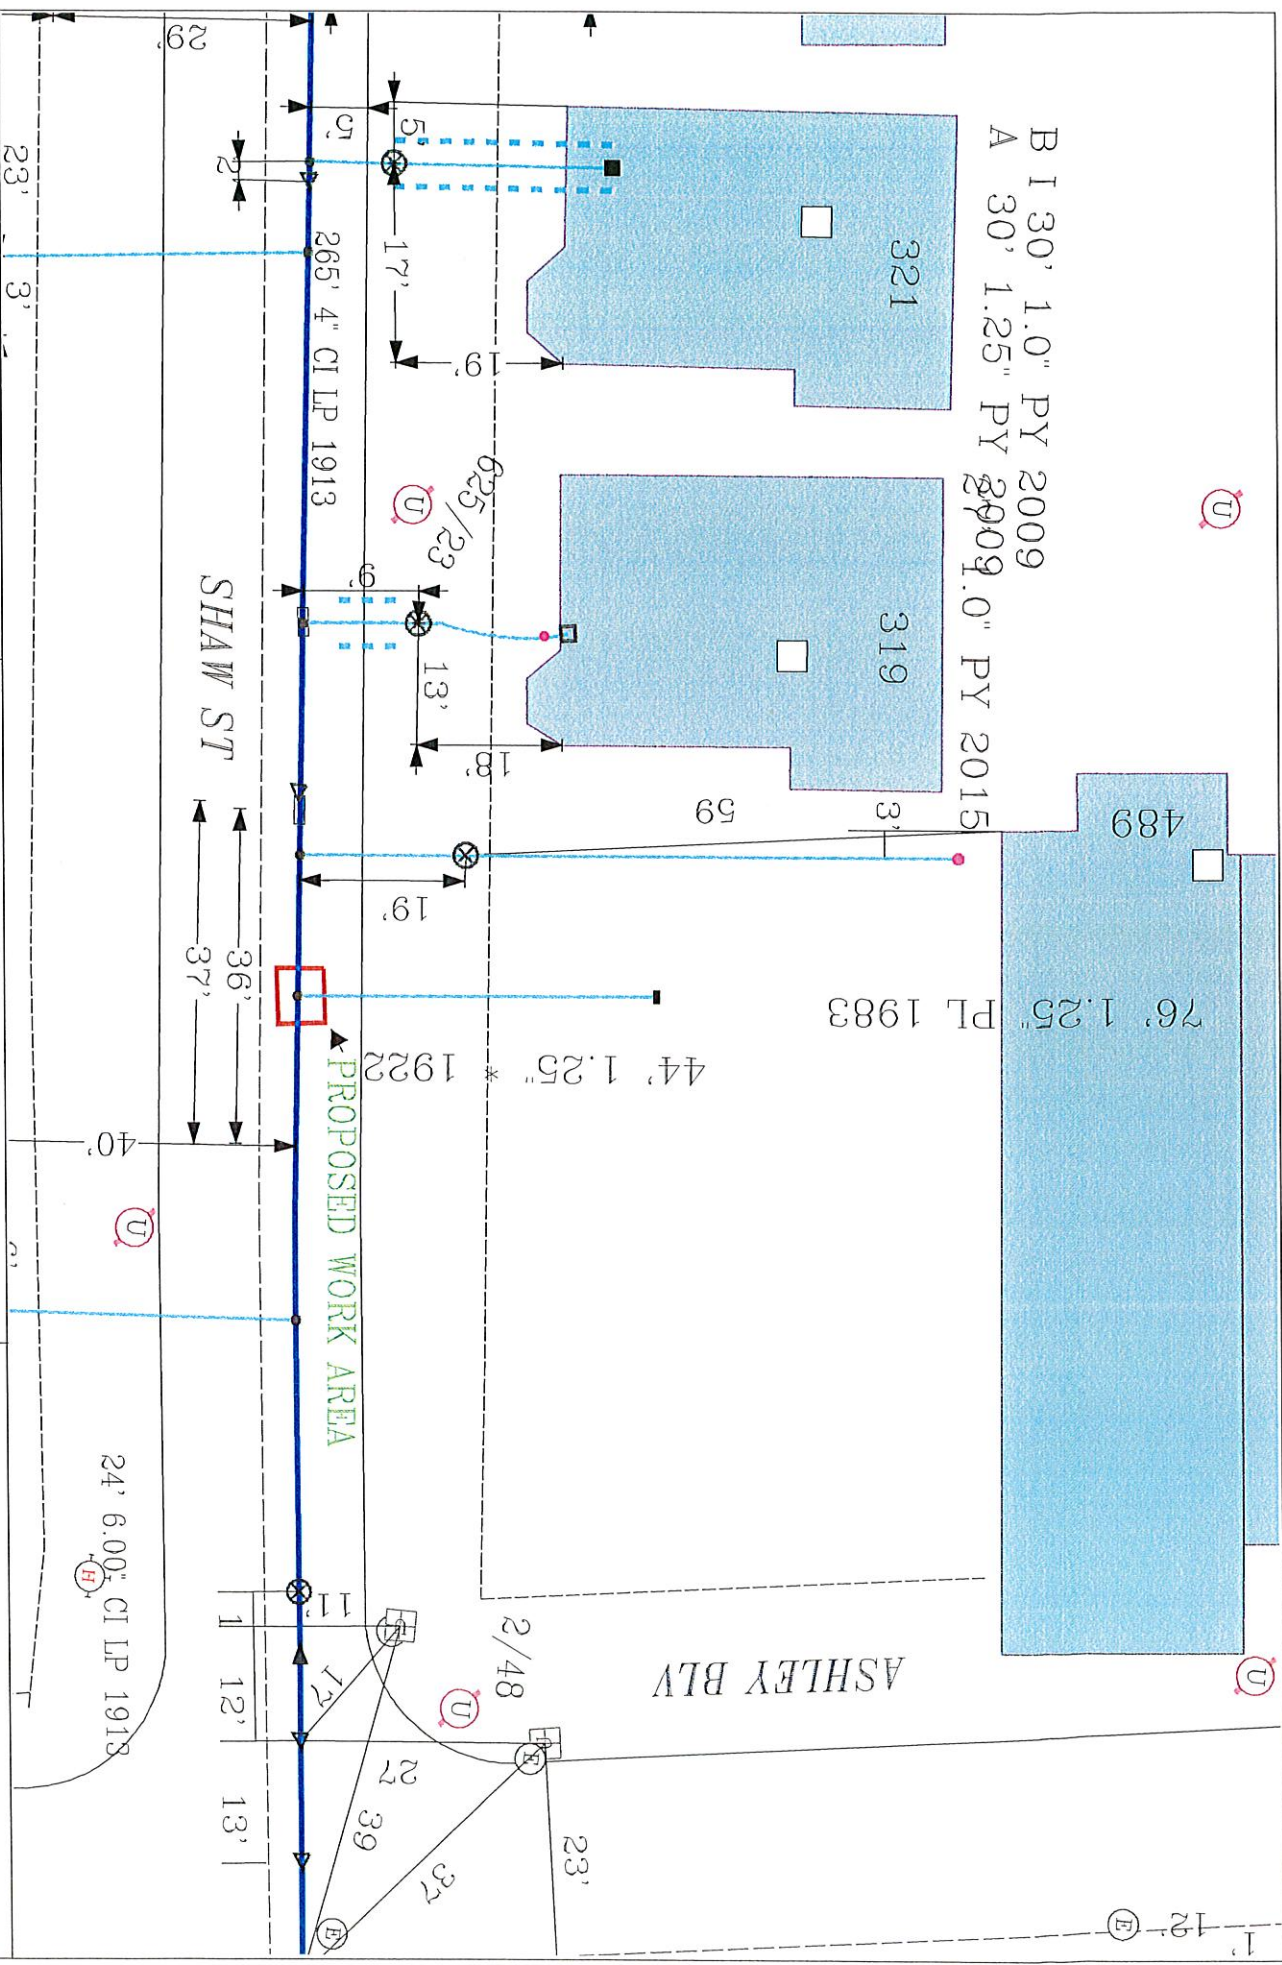 B I 30' 1.0" PY 2009
A 30' 1.25" PY 2009
1.0" PY 2015
321
319
489
29'
5'
5'
2
17'
19'
265' 4" CI LP 1913
23'
3'
625/23
9'
13'
18'
SHAW ST
59
3'
19'
36'
37'
40'
76' 1.25" PL 1983
44' 1.25" * 1922
PROPOSED WORK AREA
U
U
U
U
U
24' 6.00" CI LP 1913
H
11'
1
12'
13'
17
27
39
37
23'
2/48
ASHLEY BLV
E
E
E
12'
1'